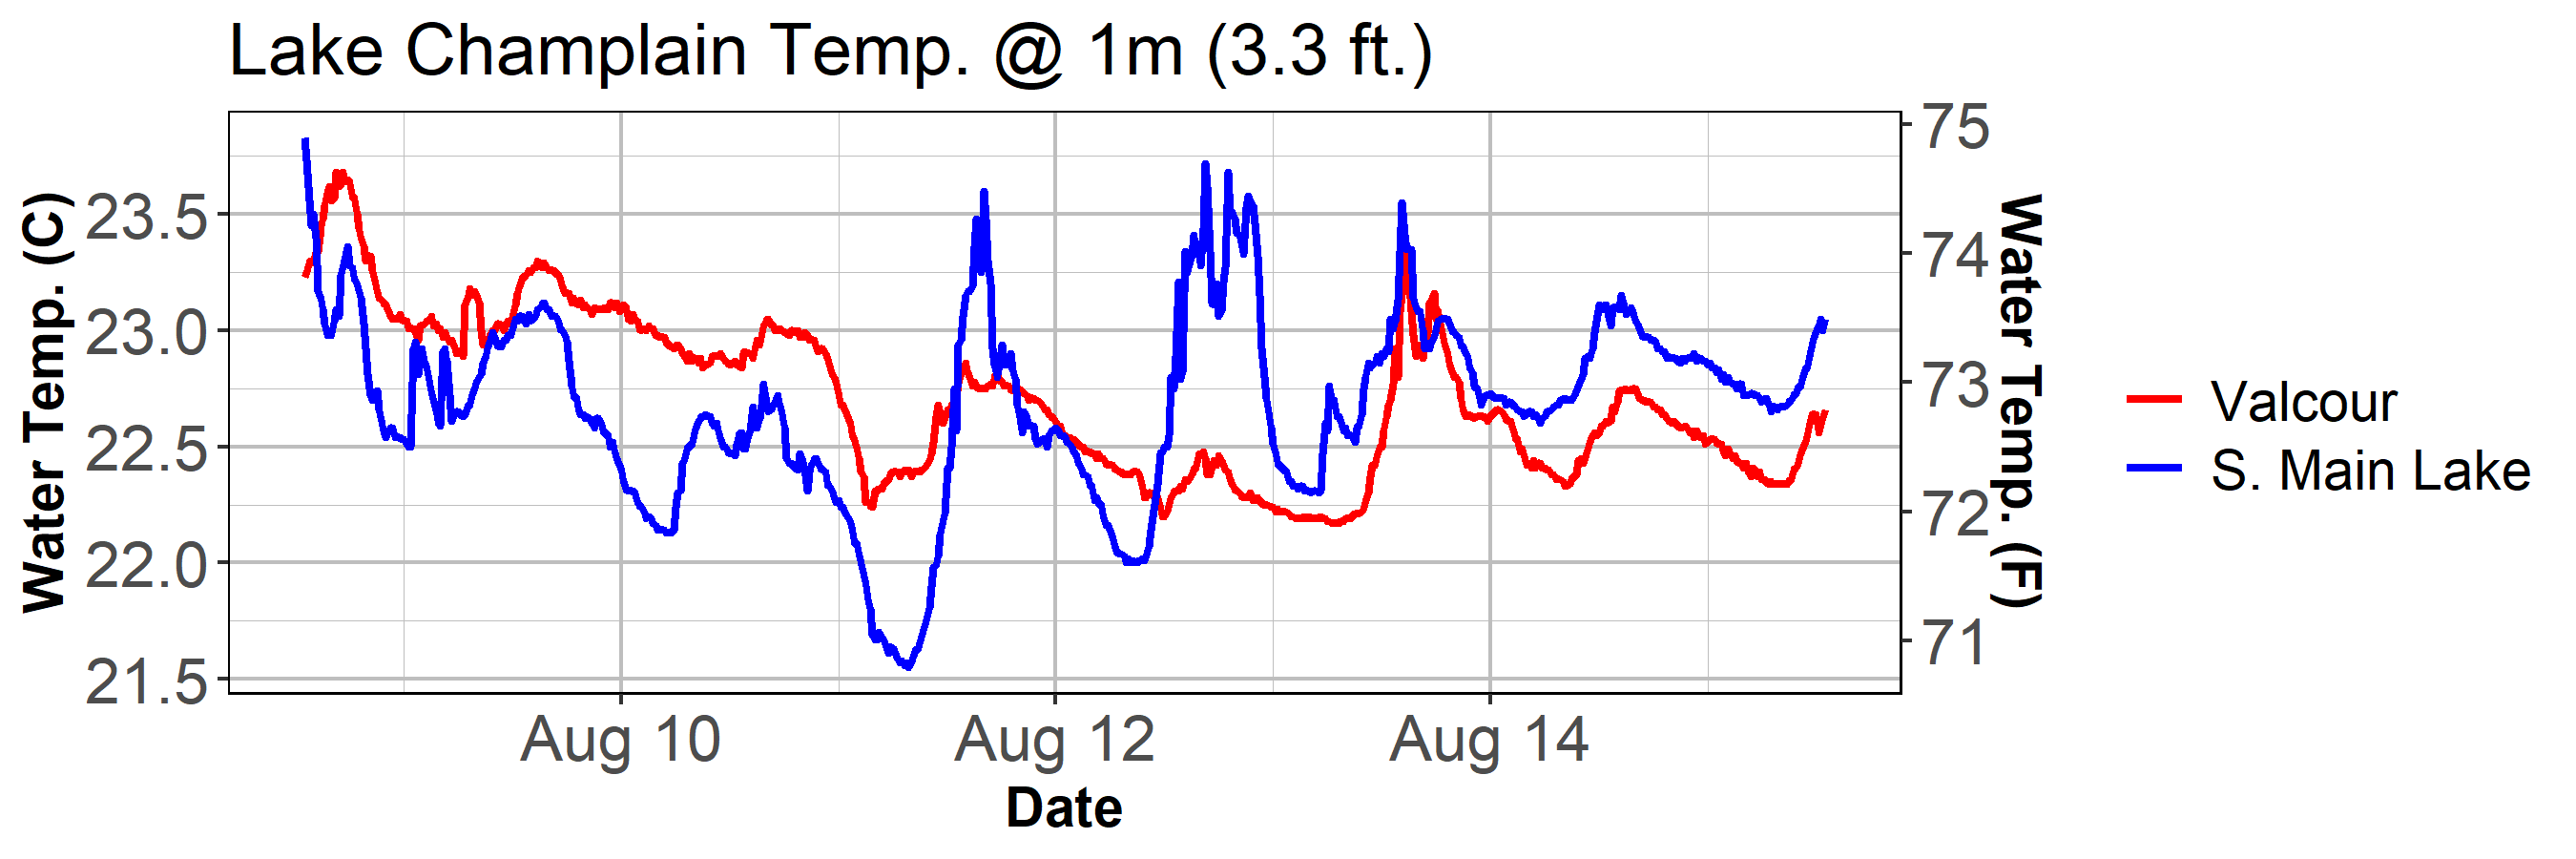 Lake Champlain Temp. @ 1m (3.3 ft.)
Water Temp. (C)
23.5
23.0
22.5
22.0
21.5
75
74
73
72
71
Water Temp. (F)
Aug 10
Aug 12
Aug 14
Date
Valcour
S. Main Lake